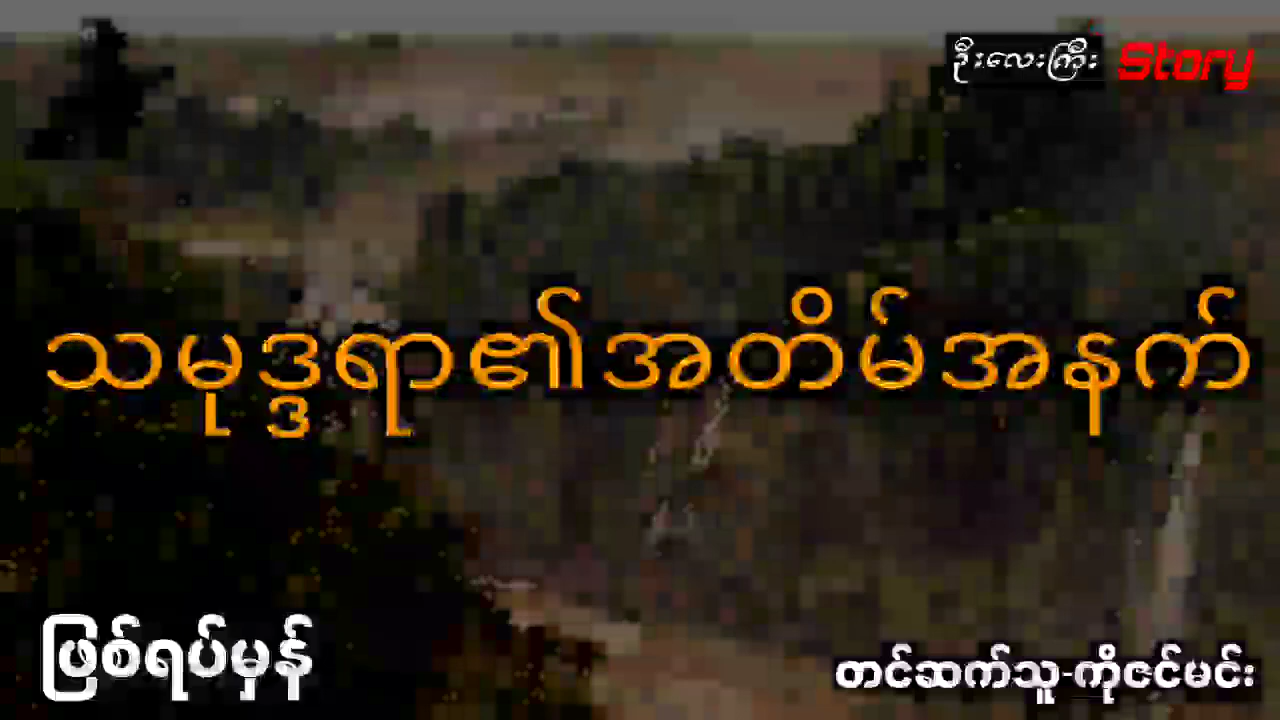 ဦးလေးကြီး Story
သမုဒ္ဒရာ၏အတိမ်အနက်
ဖြစ်ရပ်မှန်
တင်ဆက်သူ-ကိုဇင်မင်း